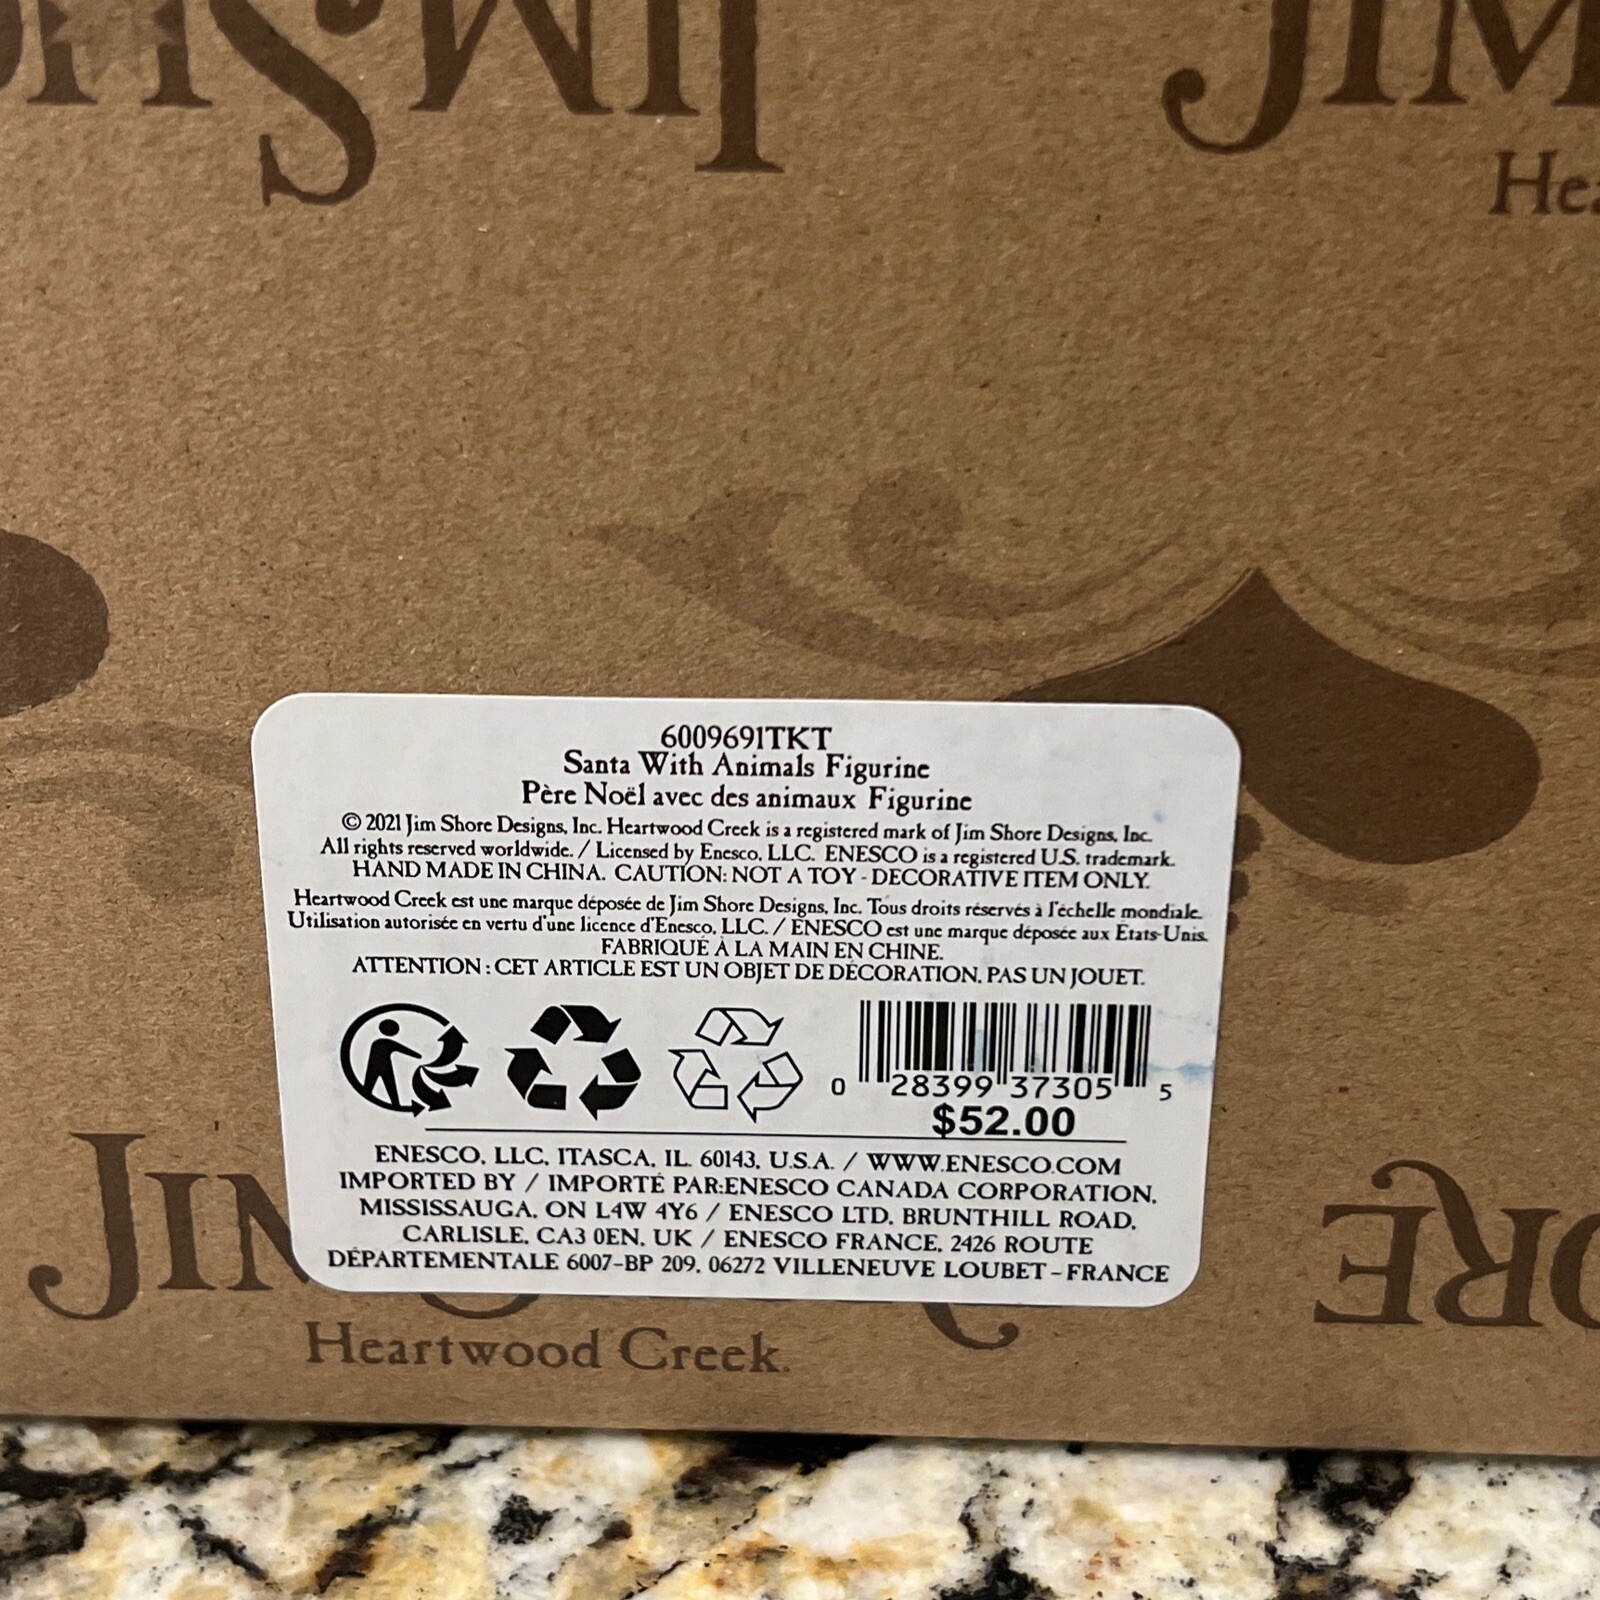 JIM SHO
JIM
Hea
6009691TKT
Santa With Animals Figurine
Père Noël avec des animaux Figurine
© 2021 Jim Shore Designs, Inc. Heartwood Creek is a registered mark of Jim Shore Designs, Inc.
All rights reserved worldwide. / Licensed by Enesco, LLC. ENESCO is a registered U.S. trademark.
HAND MADE IN CHINA. CAUTION: NOT A TOY - DECORATIVE ITEM ONLY.
Heartwood Creek est une marque déposée de Jim Shore Designs, Inc. Tous droits réservés à l'échelle mondiale.
Utilisation autorisée en vertu d'une licence d'Enesco, LLC. / ENESCO est une marque déposée aux États-Unis.
FABRIQUÉ À LA MAIN EN CHINE.
ATTENTION : CET ARTICLE EST UN OBJET DE DÉCORATION, PAS UN JOUET.
0 28399 37305 5
$52.00
ENESCO, LLC, ITASCA, IL 60143, U.S.A. / WWW.ENESCO.COM
IMPORTED BY / IMPORTÉ PAR:ENESCO CANADA CORPORATION,
MISSISSAUGA, ON L4W 4Y6 / ENESCO LTD, BRUNTHILL ROAD,
CARLISLE, CA3 0EN, UK / ENESCO FRANCE, 2426 ROUTE
DÉPARTEMENTALE 6007-BP 209, 06272 VILLENEUVE LOUBET - FRANCE
JIM
ORE
Heartwood Creek.